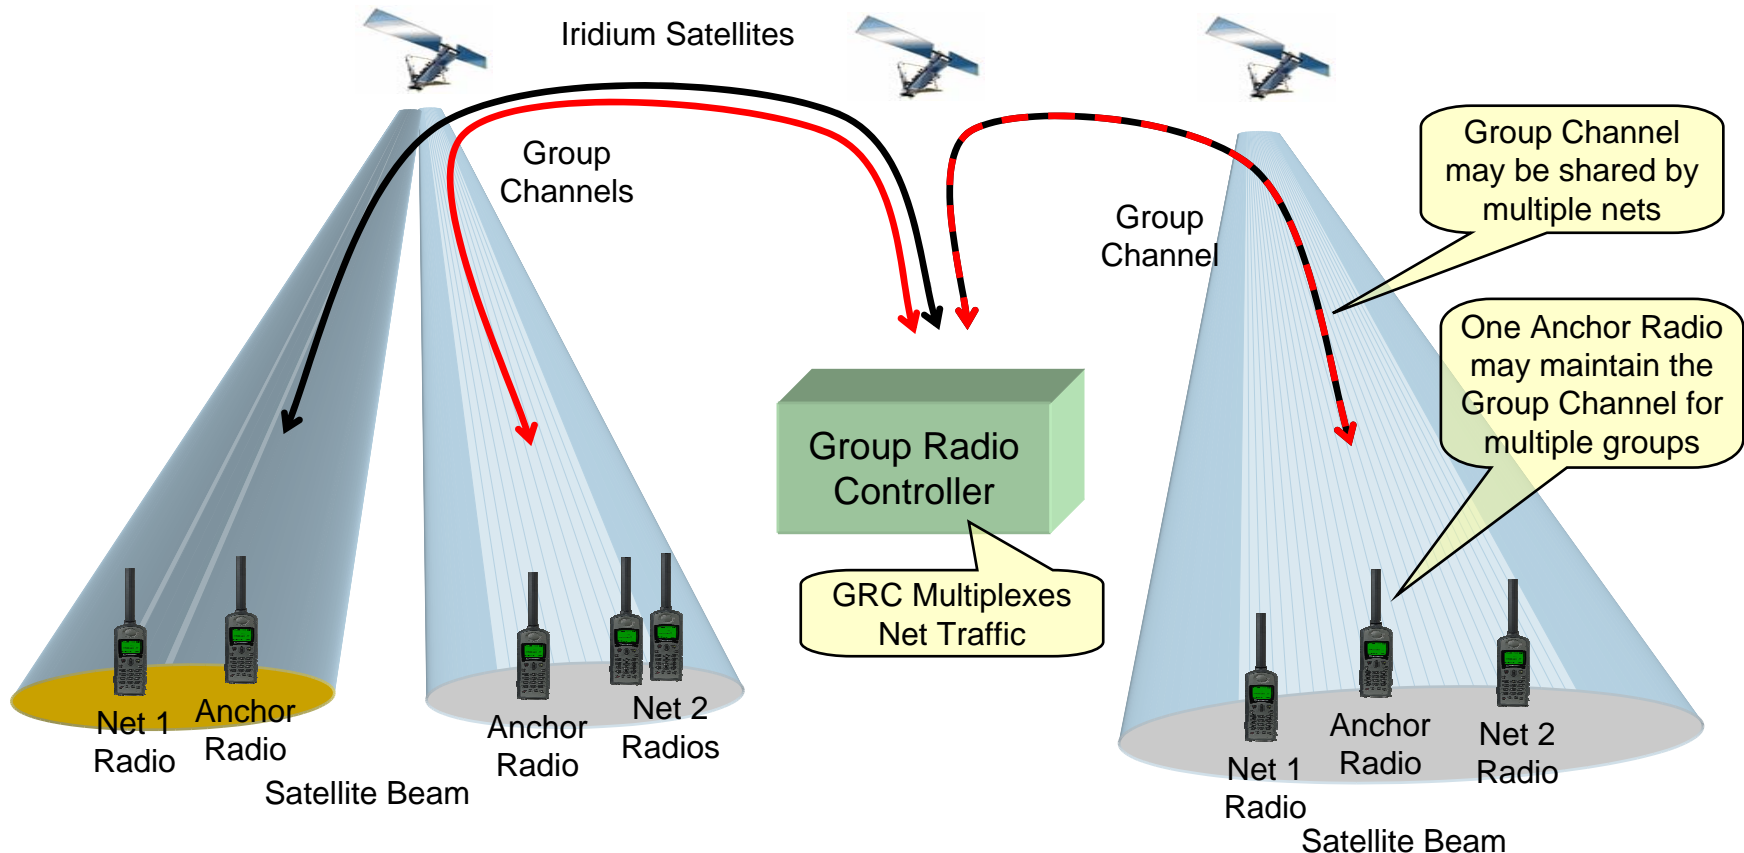 Iridium Satellites
Group
Channels
Group
Channel
Group Channel
may be shared by
multiple nets
One Anchor Radio
may maintain the
Group Channel for
multiple groups
Group Radio
Controller
GRC Multiplexes
Net Traffic
Net 1
Radio
Anchor
Radio
Anchor
Radio
Net 2
Radios
Satellite Beam
Net 1
Radio
Anchor
Radio
Net 2
Radio
Satellite Beam